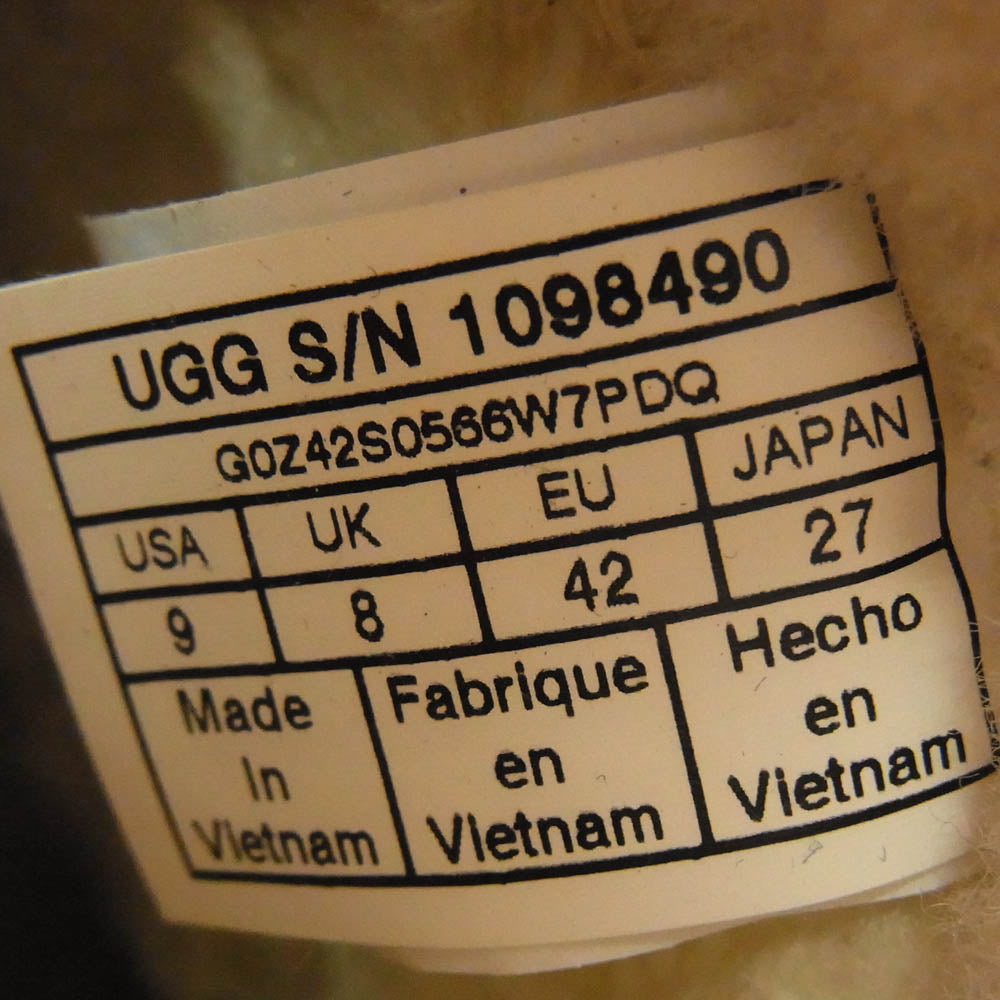 UGG S/N 1098490
G0Z42S0566W7PDQ
USA UK EU JAPAN
9 8 42 27
Made Fabrique Hecho
In en en
Vietnam Vietnam Vietnam